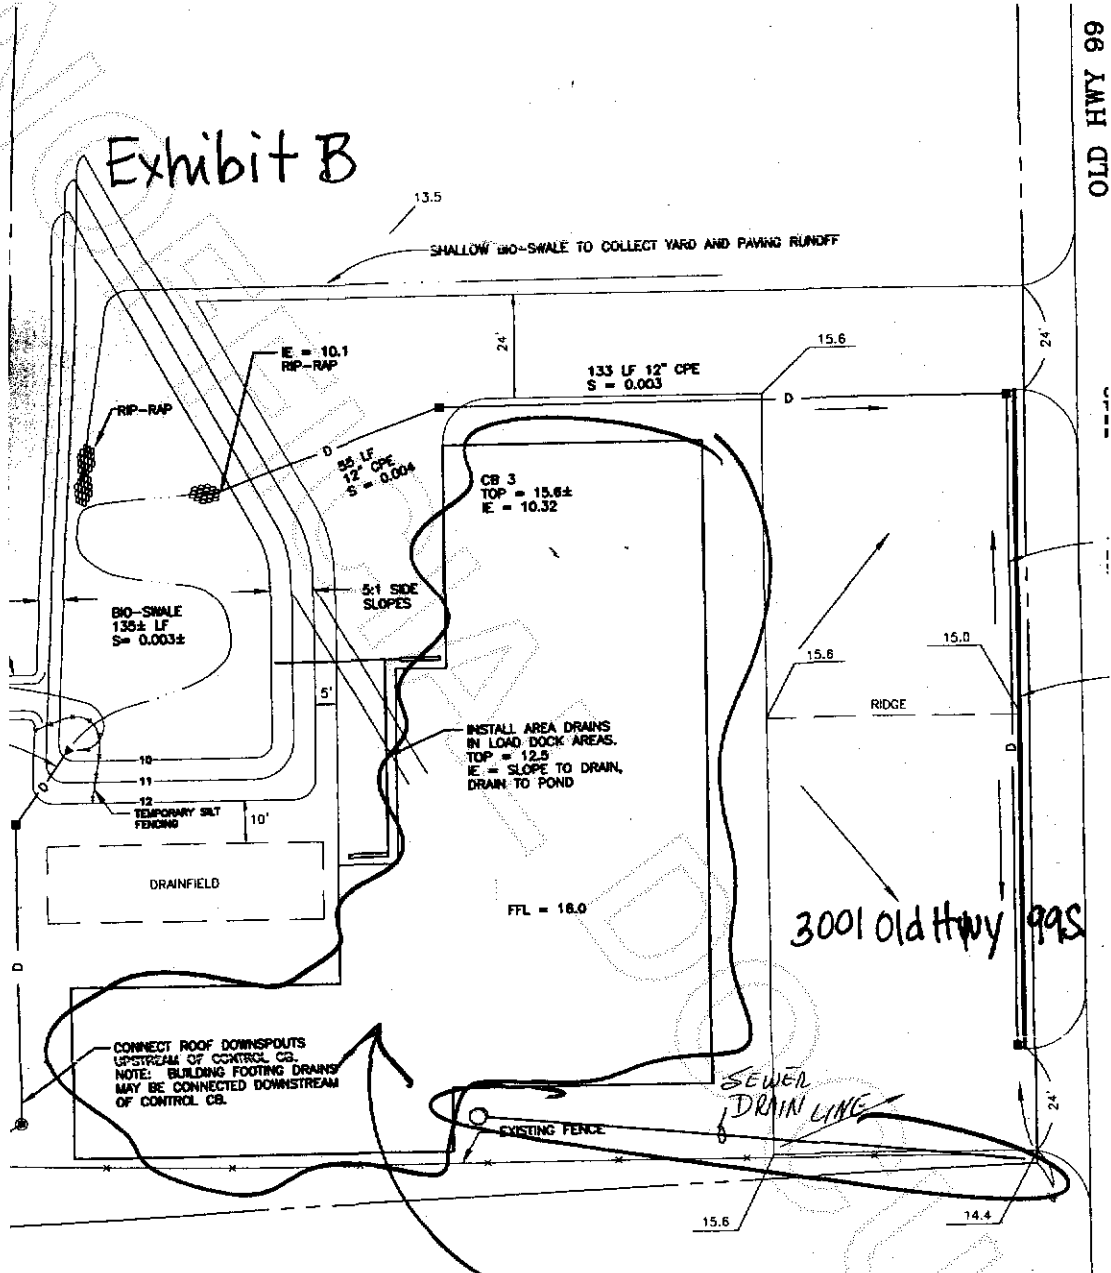 OLD HWY 99
Exhibit B
13.5
SHALLOW BIO-SWALE TO COLLECT YARD AND PAVING RUNOFF
24'
24'
15.6
IE = 10.1
RIP-RAP
133 LF 12" CPE
S = 0.003
D
RIP-RAP
D
55 LF
12" CPE
S = 0.004
CB 3
TOP = 15.6±
IE = 10.32
5:1 SIDE
SLOPES
BIO-SWALE
135± LF
S= 0.003±
15.0
15.6
5'
RIDGE
INSTALL AREA DRAINS
IN LOAD DOCK AREAS.
TOP = 12.5
IE = SLOPE TO DRAIN,
DRAIN TO POND
D
10
11
12
D
TEMPORARY SILT
FENCING
10'
DRAINFIELD
FFL = 16.0
3001 Old Hwy 99S
D
CONNECT ROOF DOWNSPOUTS
UPSTREAM OF CONTROL CB.
NOTE: BUILDING FOOTING DRAINS
MAY BE CONNECTED DOWNSTREAM
OF CONTROL CB.
SEWER
DRAIN LINE
24'
EXISTING FENCE
15.6
14.4